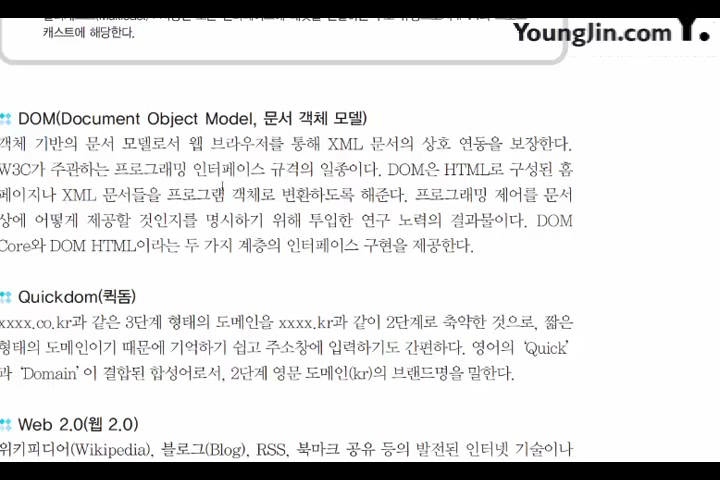 캐스트에 해당한다.
YoungJin.com Y.
DOM(Document Object Model, 문서 객체 모델)
객체 기반의 문서 모델로서 웹 브라우저를 통해 XML 문서의 상호 연동을 보장한다.
W3C가 주관하는 프로그래밍 인터페이스 규격의 일종이다. DOM은 HTML로 구성된 홈
페이지나 XML 문서들을 프로그램 객체로 변환하도록 해준다. 프로그래밍 제어를 문서
상에 어떻게 제공할 것인지를 명시하기 위해 투입한 연구 노력의 결과물이다. DOM
Core와 DOM HTML이라는 두 가지 계층의 인터페이스 구현을 제공한다.
Quickdom(퀵돔)
xxxx.co.kr과 같은 3단계 형태의 도메인을 xxxx.kr과 같이 2단계로 축약한 것으로, 짧은
형태의 도메인이기 때문에 기억하기 쉽고 주소창에 입력하기도 간편하다. 영어의 ‘Quick’
과 ‘Domain’이 결합된 합성어로서, 2단계 영문 도메인(kr)의 브랜드명을 말한다.
Web 2.0(웹 2.0)
위키피디어(Wikipedia), 블로그(Blog), RSS, 북마크 공유 등의 발전된 인터넷 기술이나